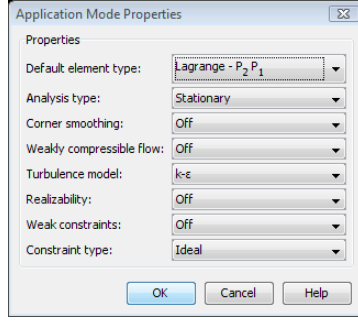 Application Mode Properties
Properties
Default element type: Lagrange - P₂ P₁
Analysis type: Stationary
Corner smoothing: Off
Weakly compressible flow: Off
Turbulence model: k-ε
Realizability: Off
Weak constraints: Off
Constraint type: Ideal
OK Cancel Help